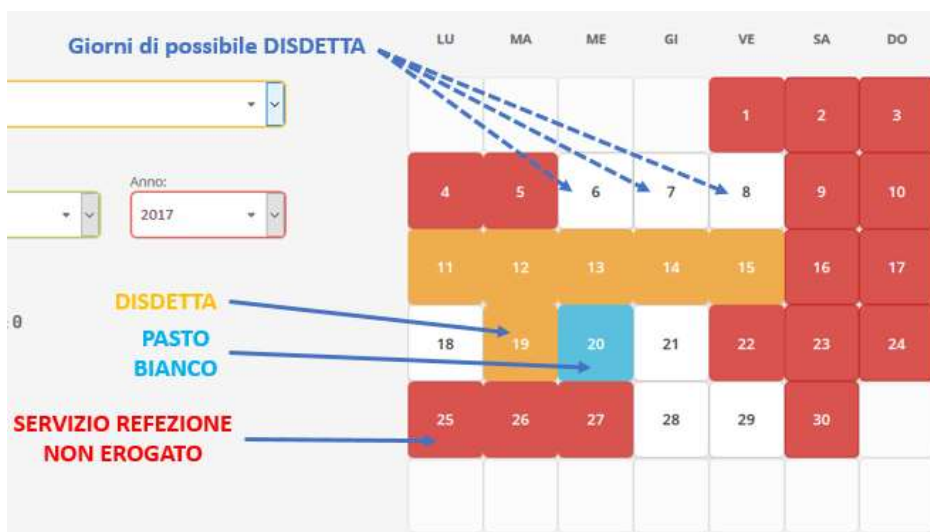 Giorni di possibile DISDETTA
LU MA ME GI VE SA DO
1 2 3
Anno:
2017
4 5 6 7 8 9 10
11 12 13 14 15 16 17
DISDETTA
: 0
PASTO
BIANCO
18 19 20 21 22 23 24
SERVIZIO REFEZIONE
NON EROGATO
25 26 27 28 29 30